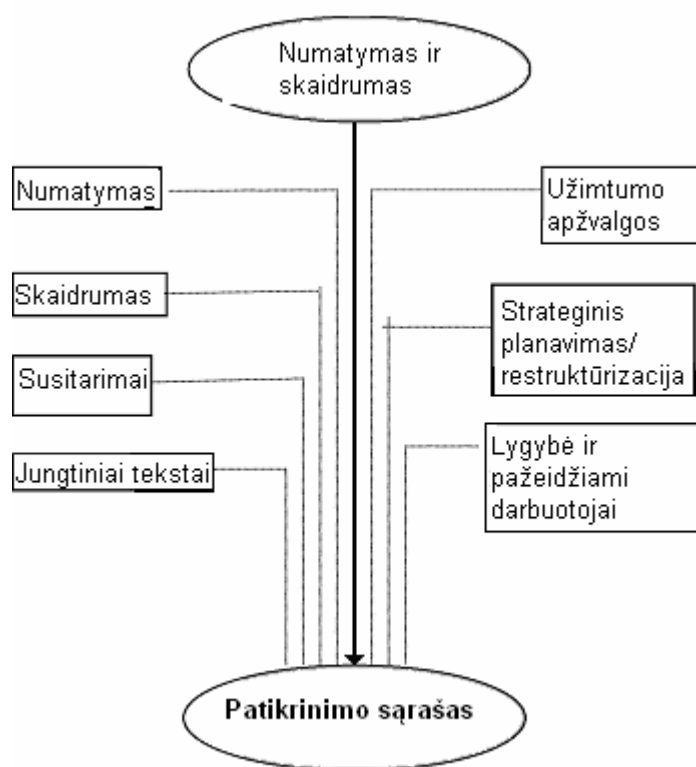 Numatymas ir
skaidrumas
Numatymas
Skaidrumas
Susitarimai
Jungtiniai tekstai
Užimtumo
apžvalgos
Strateginis
planavimas/
restruktūrizacija
Lygybė ir
pažeidžiami
darbuotojai
Patikrinimo sąrašas